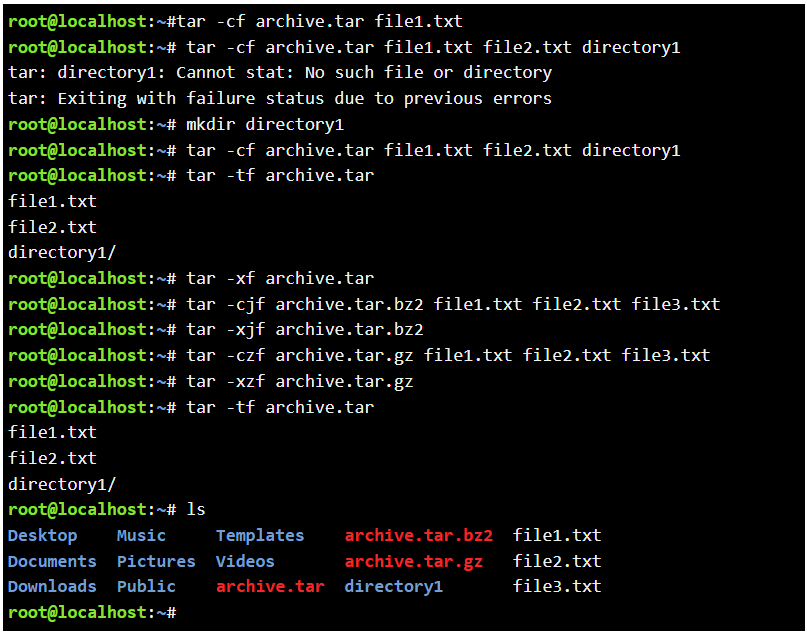 root@localhost:~#tar -cf archive.tar file1.txt
root@localhost:~# tar -cf archive.tar file1.txt file2.txt directory1
tar: directory1: Cannot stat: No such file or directory
tar: Exiting with failure status due to previous errors
root@localhost:~# mkdir directory1
root@localhost:~# tar -cf archive.tar file1.txt file2.txt directory1
root@localhost:~# tar -tf archive.tar
file1.txt
file2.txt
directory1/
root@localhost:~# tar -xf archive.tar
root@localhost:~# tar -cjf archive.tar.bz2 file1.txt file2.txt file3.txt
root@localhost:~# tar -xjf archive.tar.bz2
root@localhost:~# tar -czf archive.tar.gz file1.txt file2.txt file3.txt
root@localhost:~# tar -xzf archive.tar.gz
root@localhost:~# tar -tf archive.tar
file1.txt
file2.txt
directory1/
root@localhost:~# ls
Desktop    Music     Templates    archive.tar.bz2  file1.txt
Documents  Pictures  Videos       archive.tar.gz   file2.txt
Downloads  Public    archive.tar  directory1       file3.txt
root@localhost:~#